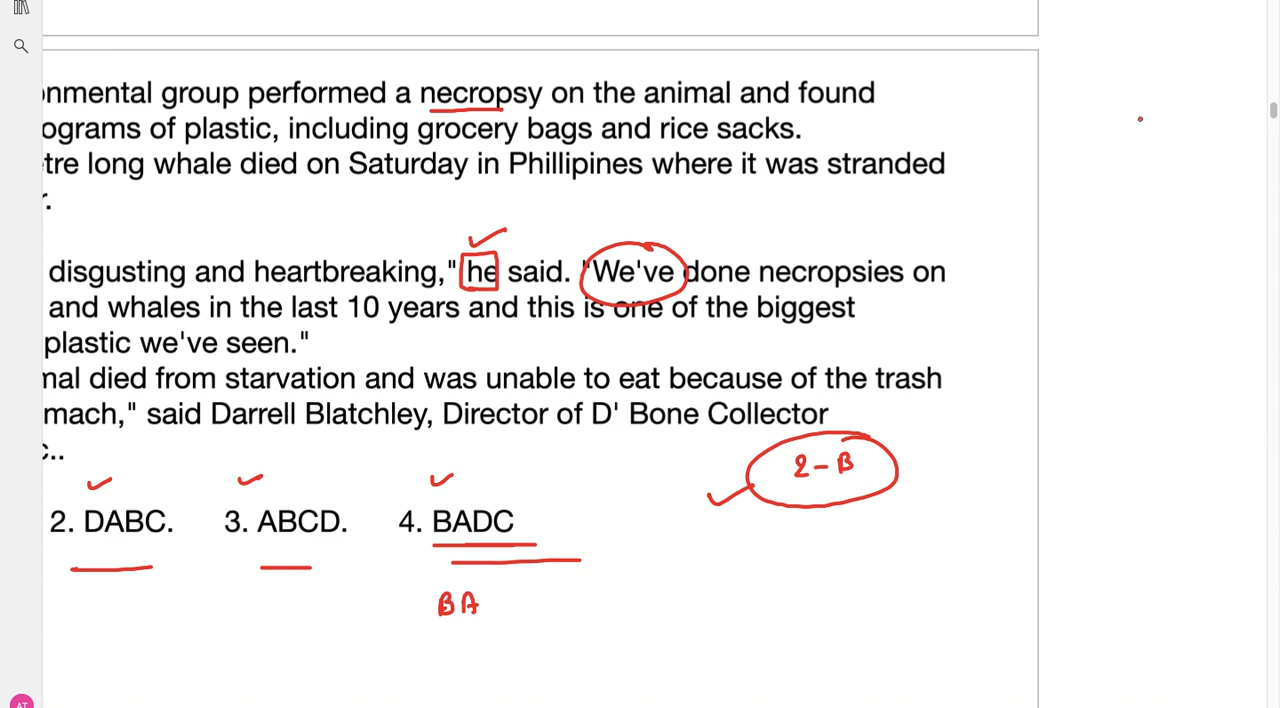 onmental group performed a necropsy on the animal and found
ograms of plastic, including grocery bags and rice sacks.
tre long whale died on Saturday in Phillipines where it was stranded
r.
disgusting and heartbreaking," he said. "We've done necropsies on
and whales in the last 10 years and this is one of the biggest
plastic we've seen."
mal died from starvation and was unable to eat because of the trash
mach," said Darrell Blatchley, Director of D' Bone Collector
c..
2 - B
2. DABC. 3. ABCD. 4. BADC
BA
AT